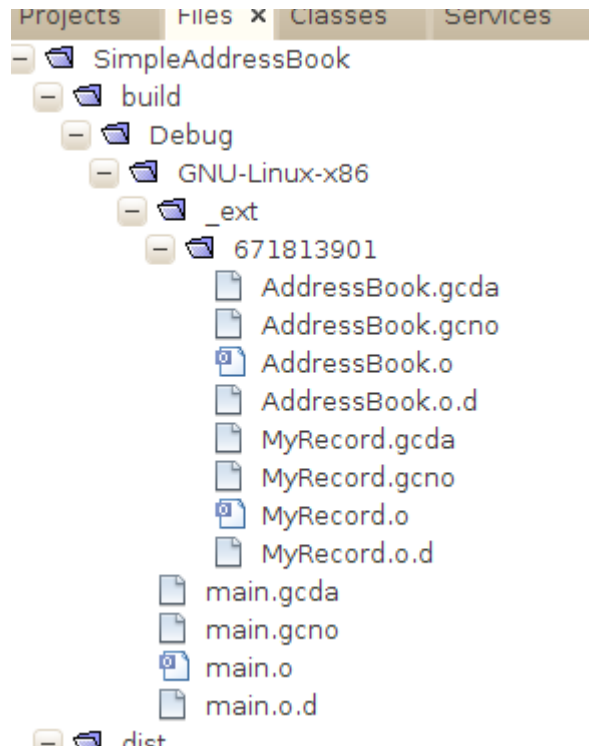 Projects Files × Classes Services
SimpleAddressBook
build
Debug
GNU-Linux-x86
_ext
671813901
AddressBook.gcda
AddressBook.gcno
AddressBook.o
AddressBook.o.d
MyRecord.gcda
MyRecord.gcno
MyRecord.o
MyRecord.o.d
main.gcda
main.gcno
main.o
main.o.d
dist